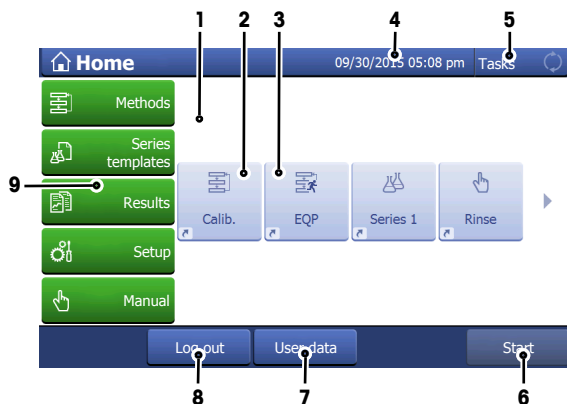 1 2 3 4 5
Home 09/30/2015 05:08 pm Tasks
Methods
Series
templates
9
Results
Calib. EQP Series 1 Rinse
Setup
Manual
Log out User data Start
8 7 6